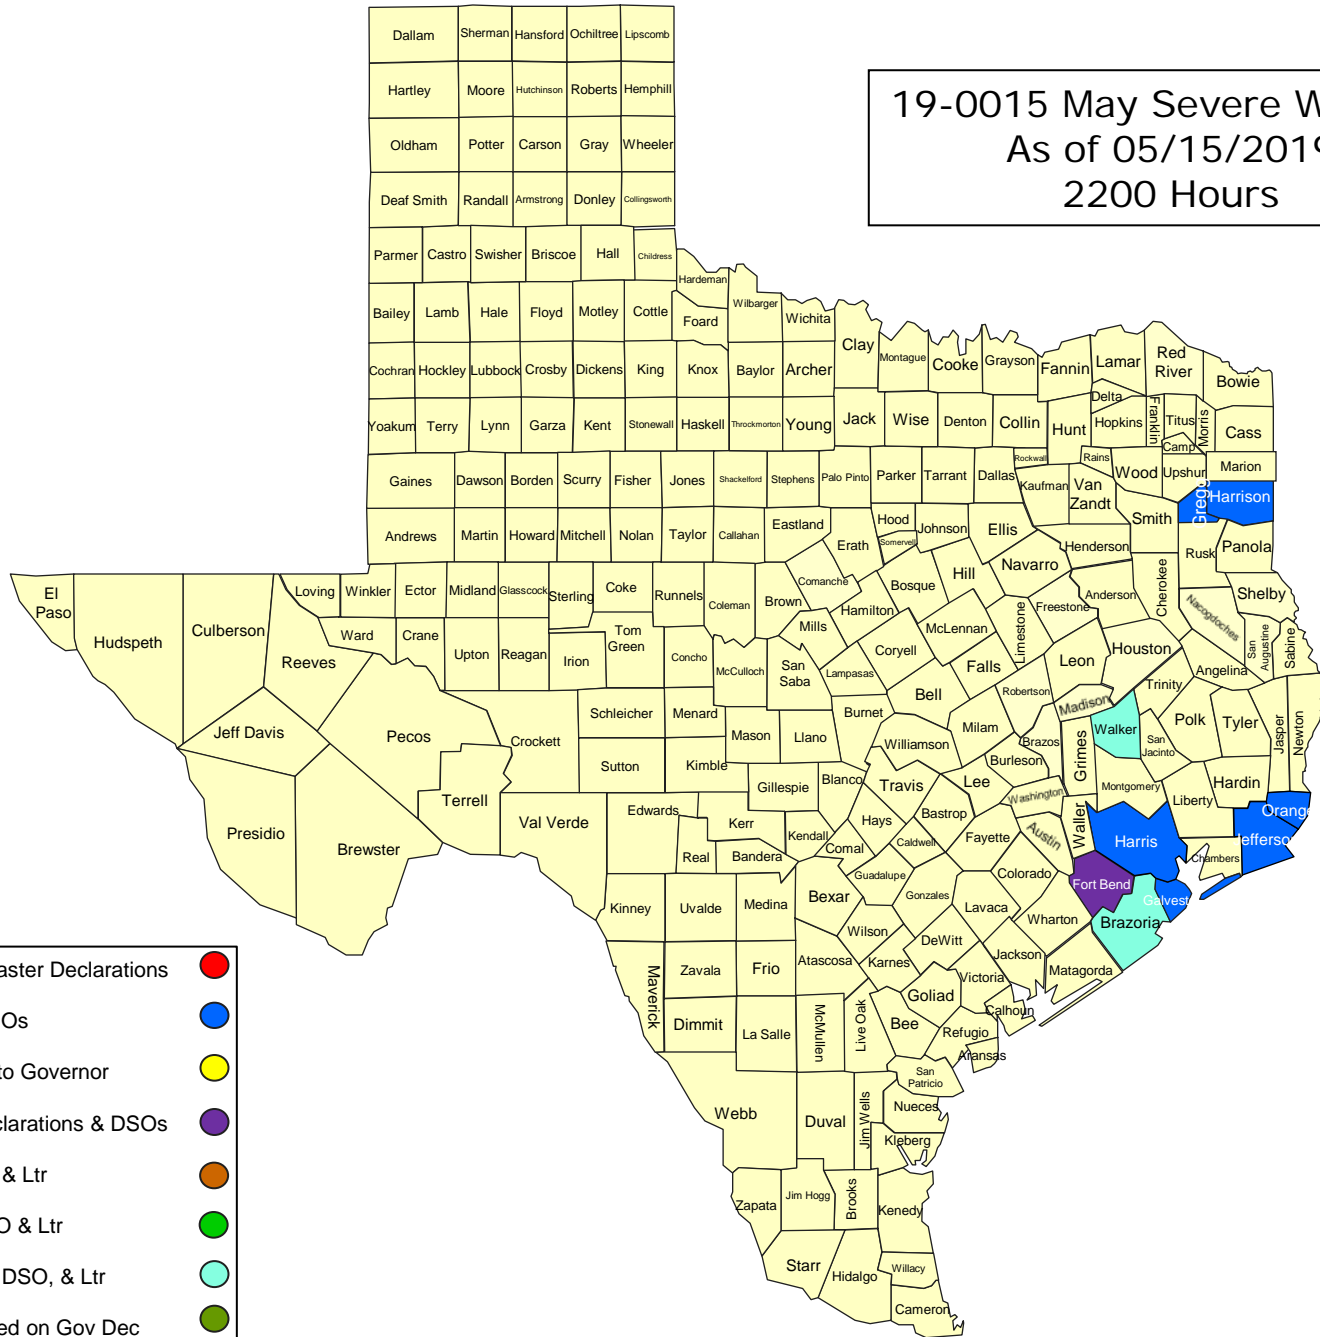 Dallam Sherman Hansford Ochiltree Lipscomb
Hartley Moore Hutchinson Roberts Hemphill
19-0015 May Severe W
As of 05/15/2019
2200 Hours
Oldham Potter Carson Gray Wheeler
Deaf Smith Randall Armstrong Donley Collingsworth
Parmer Castro Swisher Briscoe Hall Childress
Hardeman
Bailey Lamb Hale Floyd Motley Cottle Foard Wilbarger Wichita
Clay Montague Cooke Grayson Fannin Lamar Red River Bowie
Cochran Hockley Lubbock Crosby Dickens King Knox Baylor Archer
Delta
Yoakum Terry Lynn Garza Kent Stonewall Haskell Throckmorton Young Jack Wise Denton Collin Hunt Hopkins Franklin Titus Morris Cass
Camp
Rockwall Rains Wood Upshur Marion
Gaines Dawson Borden Scurry Fisher Jones Shackelford Stephens Palo Pinto Parker Tarrant Dallas Kaufman Van Zandt Gregg Harrison
Andrews Martin Howard Mitchell Nolan Taylor Callahan Eastland Erath Hood Somervell Johnson Ellis Henderson Smith Rusk Panola
El Paso Hudspeth Culberson Loving Winkler Ector Midland Glasscock Sterling Coke Runnels Coleman Brown Comanche Hamilton Bosque Hill Navarro Freestone Anderson Cherokee Nacogdoches Shelby
Reeves Ward Crane Upton Reagan Irion Tom Green Concho McCulloch San Saba Mills Lampasas Coryell McLennan Limestone Falls Leon Houston Angelina San Augustine Sabine
Jeff Davis Pecos Crockett Schleicher Menard Mason Llano Burnet Bell Milam Robertson Madison Walker Trinity San Jacinto Polk Tyler Jasper Newton
Sutton Kimble Gillespie Blanco Williamson Travis Lee Burleson Brazos Grimes Montgomery Liberty Hardin
Presidio Brewster Terrell Val Verde Edwards Kerr Real Bandera Kendall Comal Hays Caldwell Bastrop Fayette Washington Austin Waller Harris Chambers Jefferso Orange
Kinney Uvalde Medina Bexar Guadalupe Gonzales Lavaca Colorado Wharton Fort Bend Brazoria Galvest
Maverick Zavala Frio Atascosa Wilson Karnes DeWitt Jackson Matagorda
Dimmit La Salle McMullen Live Oak Bee Goliad Victoria Calhoun Refugio Aransas
Webb Duval Jim Wells San Patricio Nueces Kleberg
Zapata Jim Hogg Brooks Kenedy
Starr Hidalgo Willacy
Cameron
aster Declarations
Os
to Governor
clarations & DSOs
& Ltr
O & Ltr
DSO, & Ltr
ed on Gov Dec